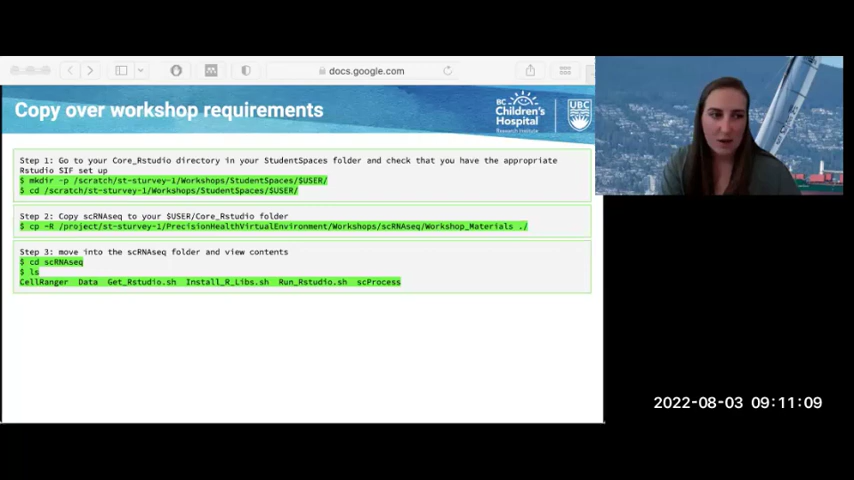 docs.google.com
Copy over workshop requirements
BC
Children's
Hospital
Research Institute
UBC
Step 1: Go to your Core_Rstudio directory in your StudentSpaces folder and check that you have the appropriate
Rstudio SIF set up
$ mkdir -p /scratch/st-sturvey-1/Workshops/StudentSpaces/$USER/
$ cd /scratch/st-sturvey-1/Workshops/StudentSpaces/$USER/
Step 2: Copy scRNAseq to your $USER/Core_Rstudio folder
$ cp -R /project/st-sturvey-1/PrecisionHealthVirtualEnvironment/Workshops/scRNAseq/Workshop_Materials ./
Step 3: move into the scRNAseq folder and view contents
$ cd scRNAseq
$ ls
CellRanger Data Get_Rstudio.sh Install_R_Libs.sh Run_Rstudio.sh scProcess
2022-08-03 09:11:09